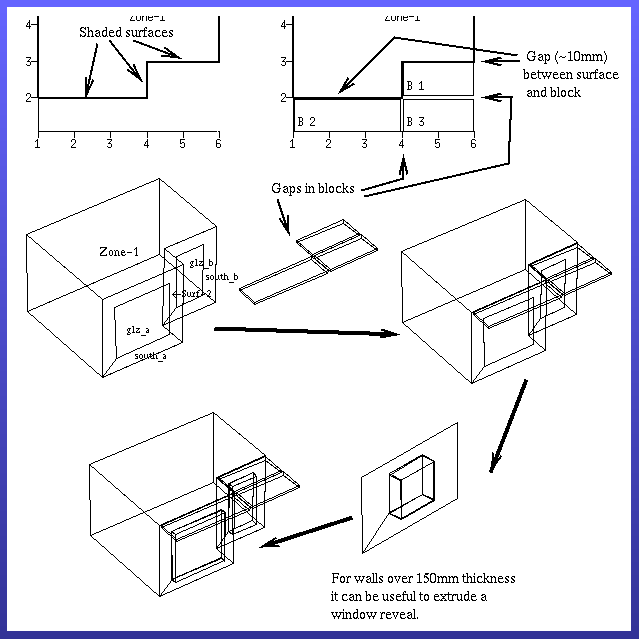 Zone-1
Shaded surfaces
4
3
2
1 2 3 4 5 6
Zone-1
4
3
2
B 1
B 2
B 3
1 2 3 4 5 6
Gap (~10mm)
between surface
and block
Gaps in blocks
Zone-1
glz_b
south_b
Surf-2
glz_a
south_a
For walls over 150mm thickness
it can be useful to extrude a
window reveal.